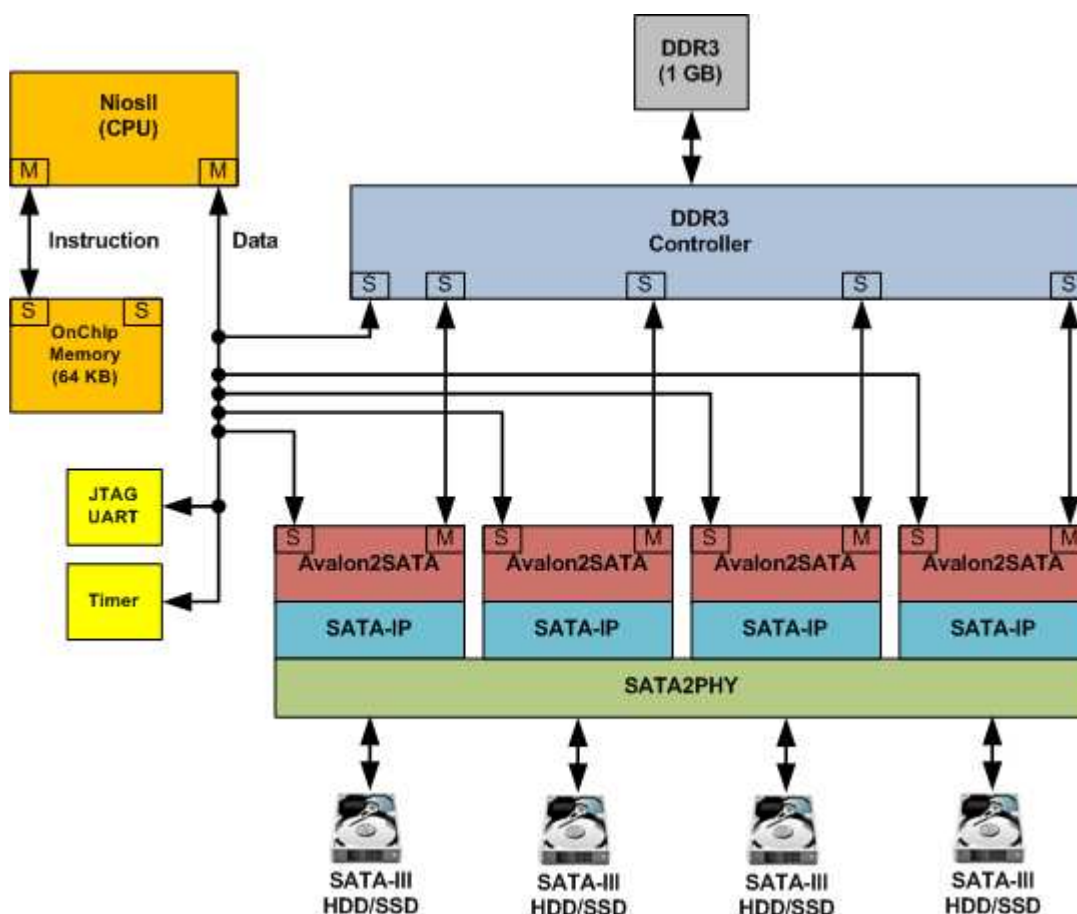 DDR3
(1 GB)
NiosII
(CPU)
M
M
DDR3
Controller
Instruction
Data
S
S
S
S
S
S
S
OnChip
Memory
(64 KB)
JTAG
UART
S
M
S
M
S
M
S
M
Avalon2SATA
Avalon2SATA
Avalon2SATA
Avalon2SATA
Timer
SATA-IP
SATA-IP
SATA-IP
SATA-IP
SATA2PHY
SATA-III
HDD/SSD
SATA-III
HDD/SSD
SATA-III
HDD/SSD
SATA-III
HDD/SSD